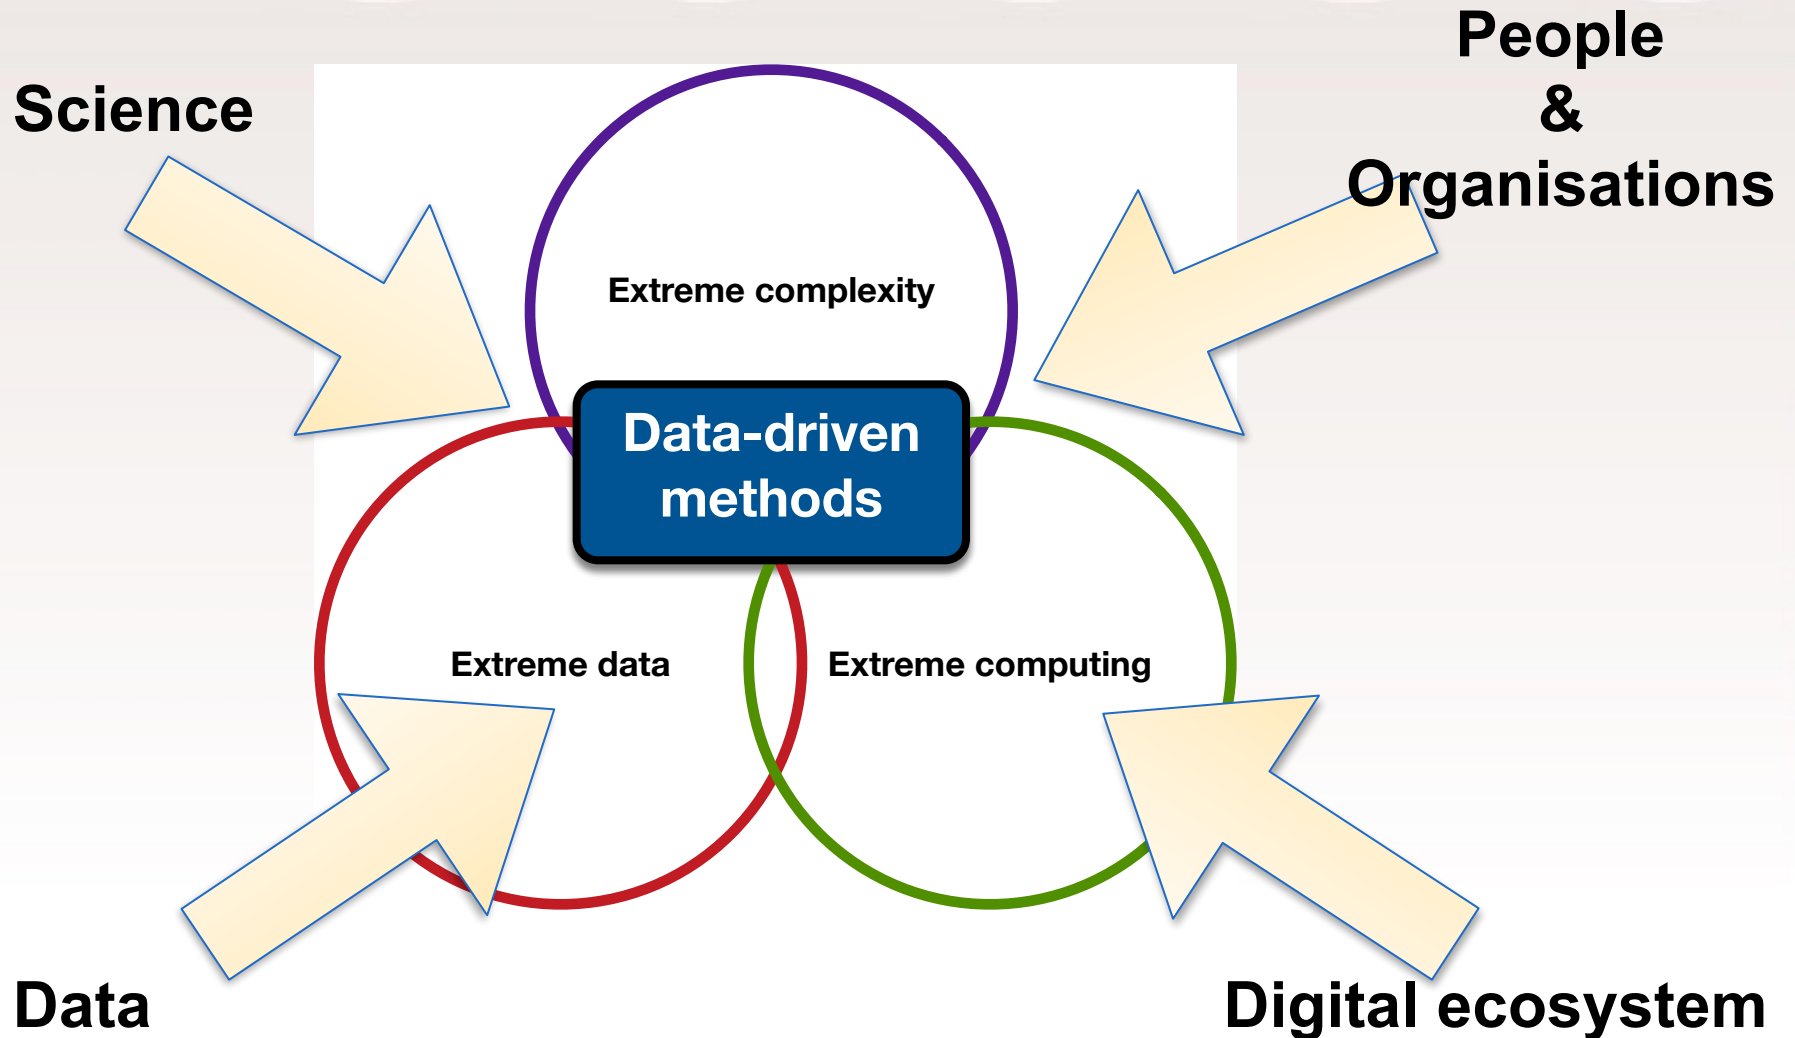 People
&
Organisations
Science
Extreme complexity
Data-driven
methods
Extreme data
Extreme computing
Data
Digital ecosystem